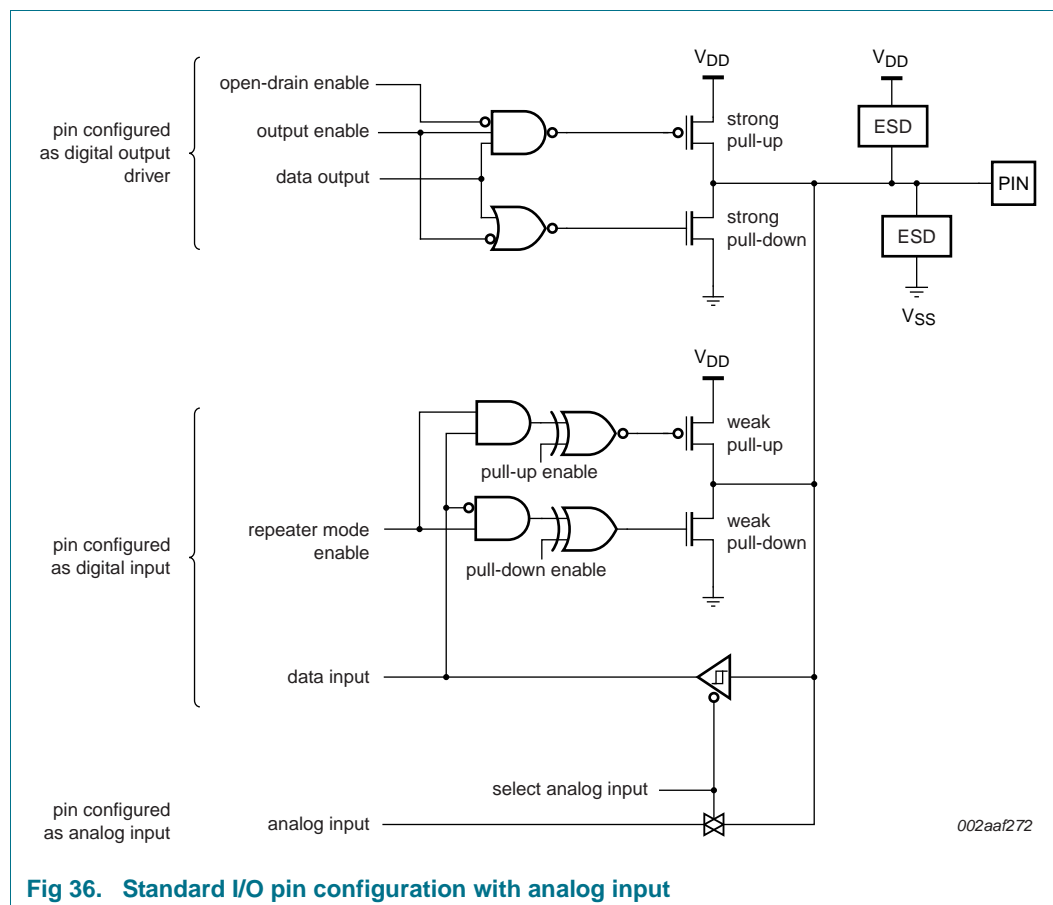 VDD
VDD
open-drain enable
strong
pull-up
ESD
pin configured
as digital output
driver
output enable
data output
PIN
strong
pull-down
ESD
VSS
VDD
weak
pull-up
pull-up enable
pin configured
as digital input
repeater mode
enable
weak
pull-down
pull-down enable
data input
select analog input
pin configured
as analog input
analog input
002aaf272
Fig 36. Standard I/O pin configuration with analog input